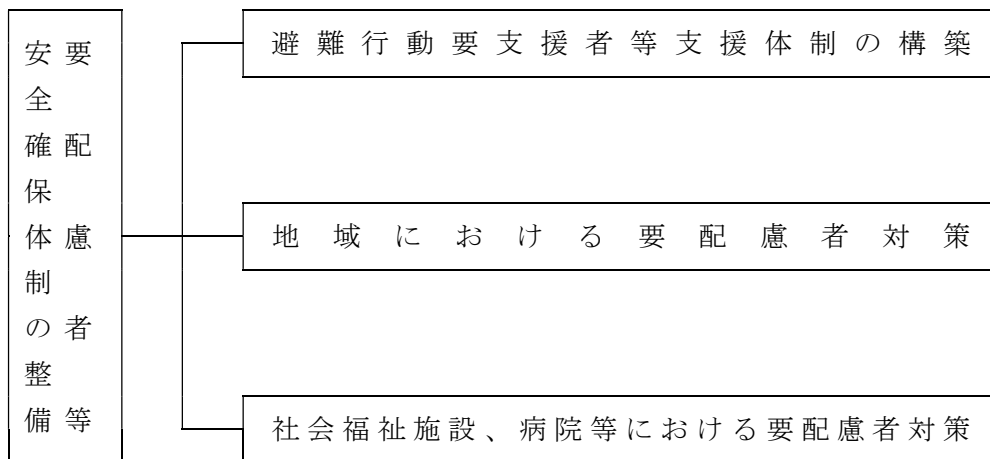 要配慮者等
安全確保体制の整備
避難行動要支援者等支援体制の構築
地域における要配慮者対策
社会福祉施設、病院等における要配慮者対策